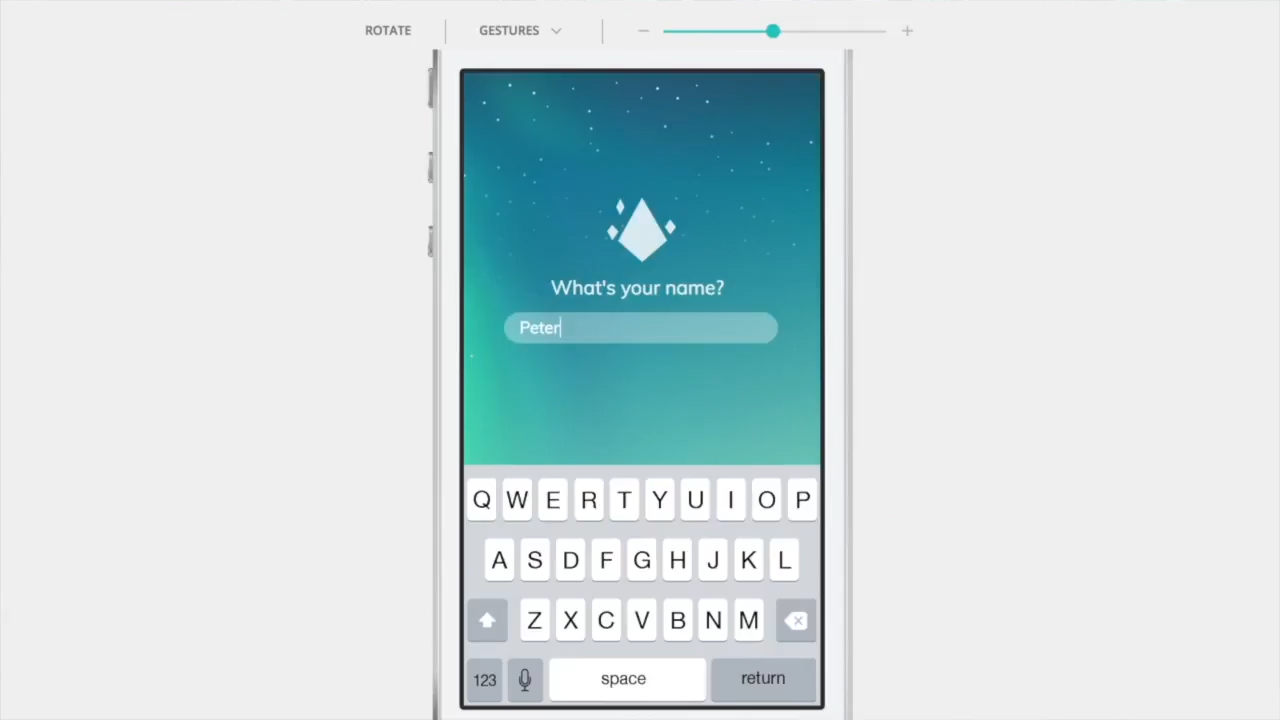 ROTATE GESTURES
What's your name?
Peter
Q W E R T Y U I O P
A S D F G H J K L
Z X C V B N M
123 space return